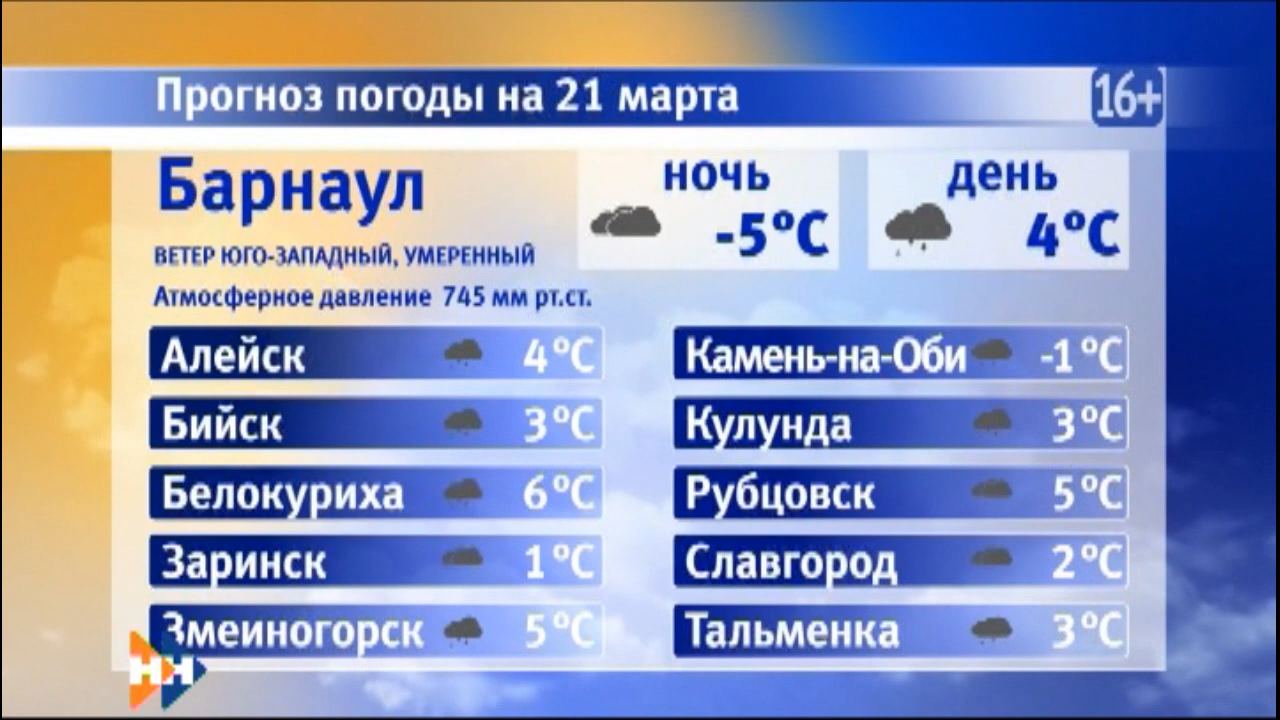 Прогноз погоды на 21 марта
16+
Барнаул
ночь
-5°C
день
4°C
ВЕТЕР ЮГО-ЗАПАДНЫЙ, УМЕРЕННЫЙ
Атмосферное давление 745 мм рт.ст.
Алейск 4°C
Бийск 3°C
Белокуриха 6°C
Заринск 1°C
Змеиногорск 5°C
Камень-на-Оби -1°C
Кулунда 3°C
Рубцовск 5°C
Славгород 2°C
Тальменка 3°C
НН